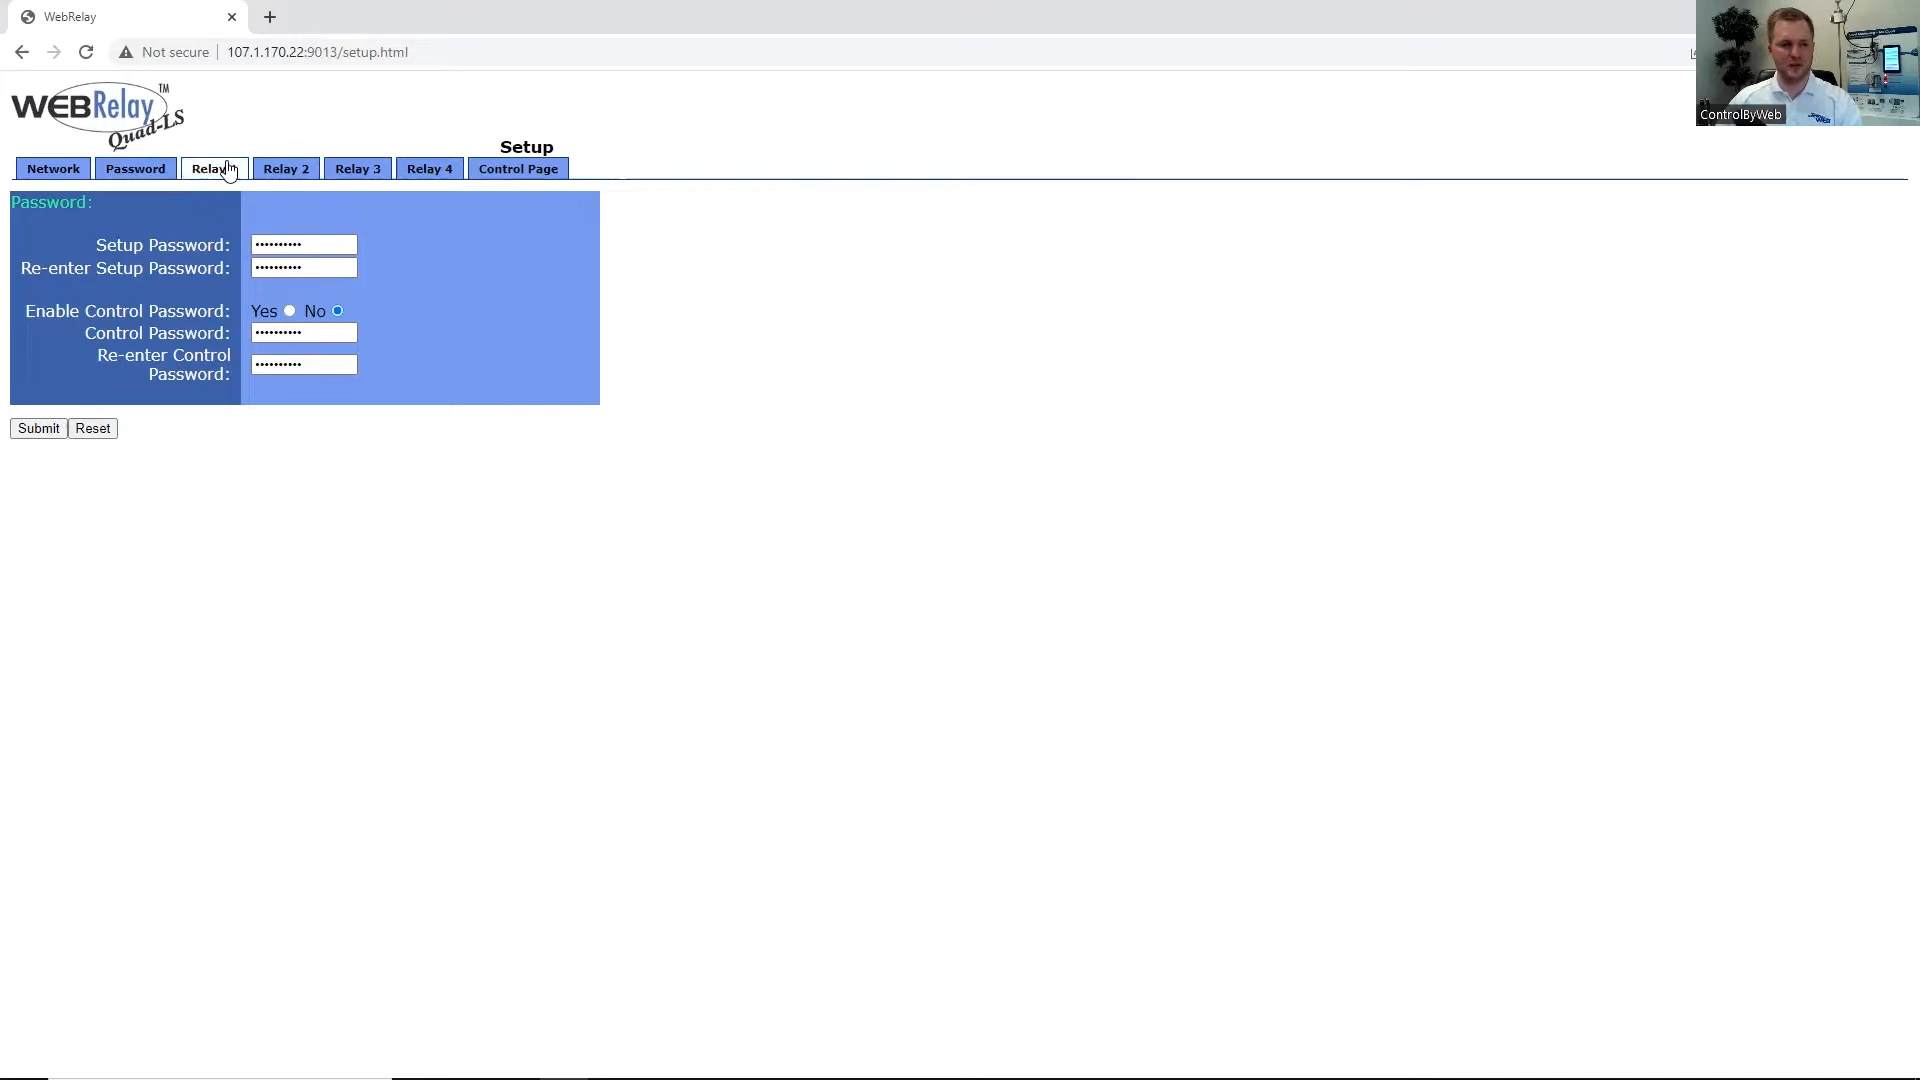 WebRelay
Not secure
107.1.170.22:9013/setup.html
WEBRelay™
Quad-LS
ControlByWeb
Setup
Network Password Relay Relay 2 Relay 3 Relay 4 Control Page
Password:
Setup Password: ••••••••••
Re-enter Setup Password: ••••••••••
Enable Control Password: Yes No
Control Password: ••••••••••
Re-enter Control
Password: ••••••••••
Submit Reset